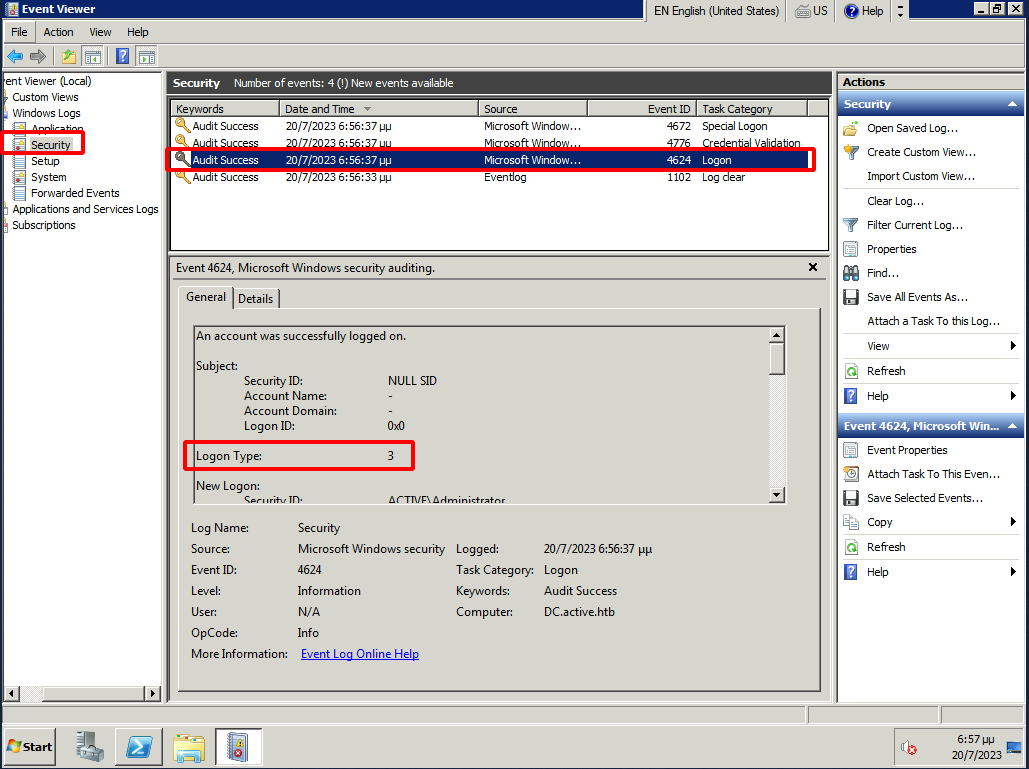 Event Viewer
EN English (United States) US Help
File Action View Help
vent Viewer (Local)
Custom Views
Windows Logs
Application
Security
Setup
System
Forwarded Events
Applications and Services Logs
Subscriptions
Security Number of events: 4 (!) New events available
Keywords Date and Time Source Event ID Task Category
Audit Success 20/7/2023 6:56:37 μμ Microsoft Window... 4672 Special Logon
Audit Success 20/7/2023 6:56:37 μμ Microsoft Window... 4776 Credential Validation
Audit Success 20/7/2023 6:56:37 μμ Microsoft Window... 4624 Logon
Audit Success 20/7/2023 6:56:33 μμ Eventlog 1102 Log clear
Event 4624, Microsoft Windows security auditing.
General Details
An account was successfully logged on.
Subject:
Security ID: NULL SID
Account Name: -
Account Domain: -
Logon ID: 0x0
Logon Type: 3
New Logon:
Security ID: ACTIVE\Administrator
Log Name: Security
Source: Microsoft Windows security Logged: 20/7/2023 6:56:37 μμ
Event ID: 4624 Task Category: Logon
Level: Information Keywords: Audit Success
User: N/A Computer: DC.active.htb
OpCode: Info
More Information: Event Log Online Help
Actions
Security
Open Saved Log...
Create Custom View...
Import Custom View...
Clear Log...
Filter Current Log...
Properties
Find...
Save All Events As...
Attach a Task To this Log...
View
Refresh
Help
Event 4624, Microsoft Win...
Event Properties
Attach Task To This Even...
Save Selected Events...
Copy
Refresh
Help
Start
6:57 μμ
20/7/2023